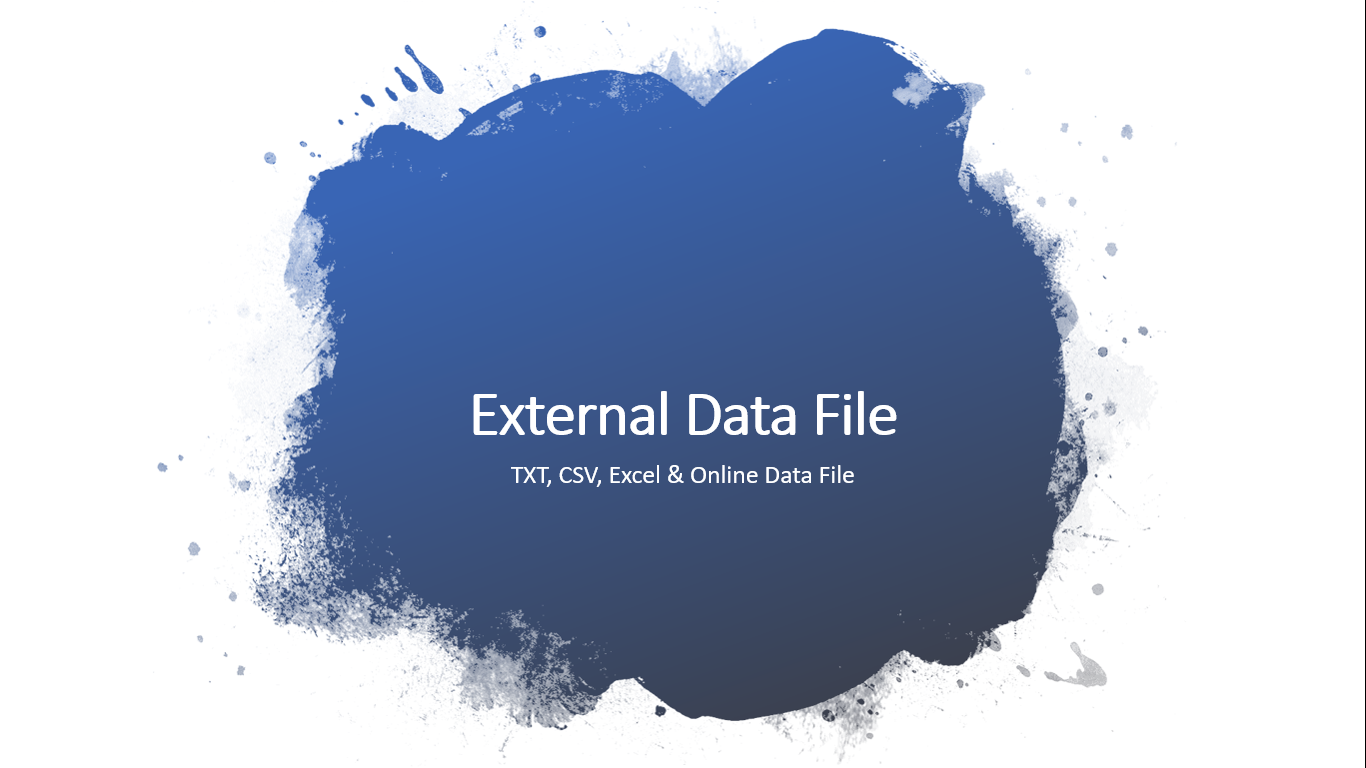 External Data File
TXT, CSV, Excel & Online Data File